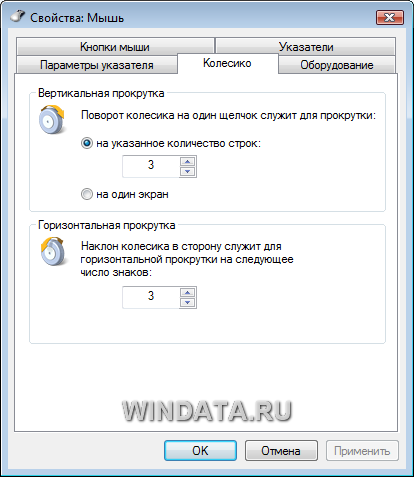 Свойства: Мышь
Кнопки мыши
Указатели
Параметры указателя
Колесико
Оборудование
Вертикальная прокрутка
Поворот колесика на один щелчок служит для прокрутки:
на указанное количество строк:
3
на один экран
Горизонтальная прокрутка
Наклон колесика в сторону служит для
горизонтальной прокрутки на следующее
число знаков:
3
WINDATA.RU
OK
Отмена
Применить